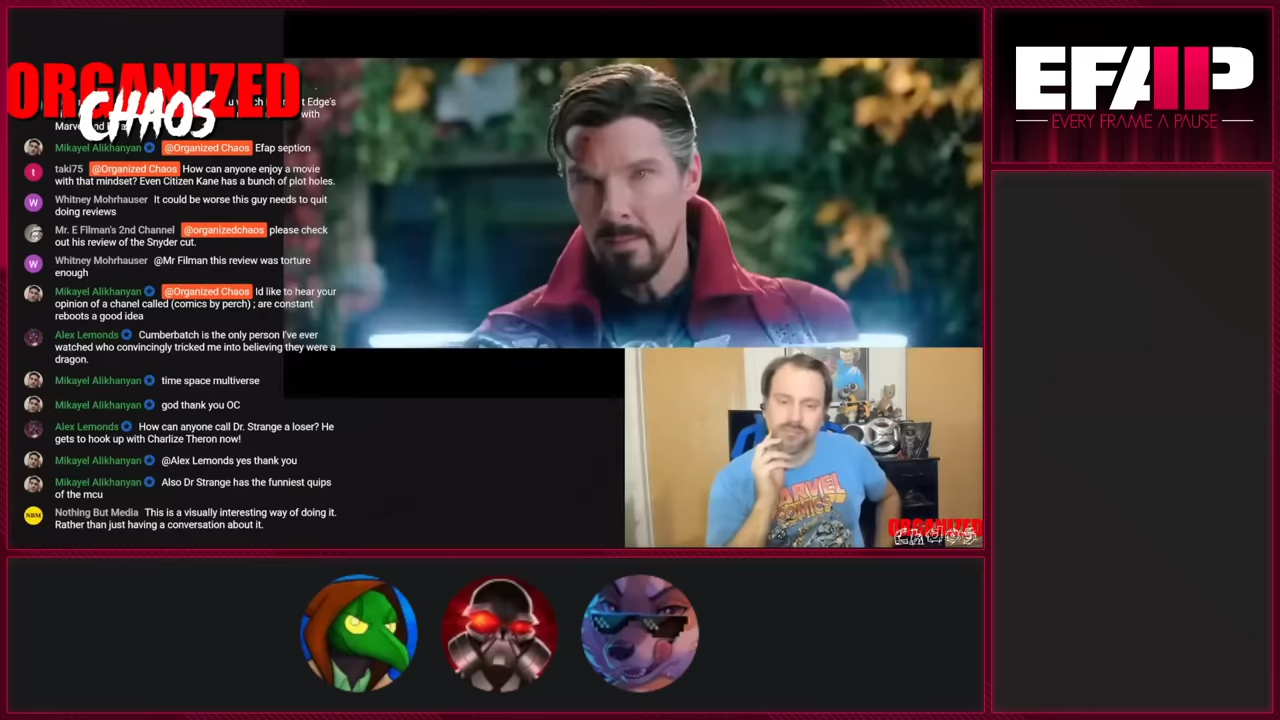 ORGANIZED
CHAOS
Edge's
with
Mikayel Alikhanyan @Organized Chaos Efap seption
taki75 @Organized Chaos How can anyone enjoy a movie
with that mindset? Even Citizen Kane has a bunch of plot holes.
W
Whitney Mohrhauser It could be worse this guy needs to quit
doing reviews
Mr. E Filman's 2nd Channel @organizedchaos please check
out his review of the Snyder cut.
W
Whitney Mohrhauser @Mr Filman this review was torture
enough
Mikayel Alikhanyan @Organized Chaos Id like to hear your
opinion of a chanel called (comics by perch) ; are constant
reboots a good idea
Alex Lemonds Cumberbatch is the only person I've ever
watched who convincingly tricked me into believing they were a
dragon.
Mikayel Alikhanyan time space multiverse
Mikayel Alikhanyan god thank you OC
Alex Lemonds How can anyone call Dr. Strange a loser? He
gets to hook up with Charlize Theron now!
Mikayel Alikhanyan @Alex Lemonds yes thank you
Mikayel Alikhanyan Also Dr Strange has the funniest quips
of the mcu
NBM
Nothing But Media This is a visually interesting way of doing it.
Rather than just having a conversation about it.
MARVEL
COMICS
ORGANIZED
CHAOS
EFAP
EVERY FRAME A PAUSE